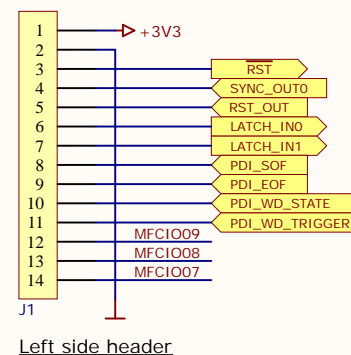 1 +3V3
2
3 RST
4 SYNC_OUT0
5 RST_OUT
6 LATCH_IN0
7 LATCH_IN1
8 PDI_SOF
9 PDI_EOF
10 PDI_WD_STATE
11 PDI_WD_TRIGGER
12 MFCIO09
13 MFCIO08
14 MFCIO07
J1
Left side header